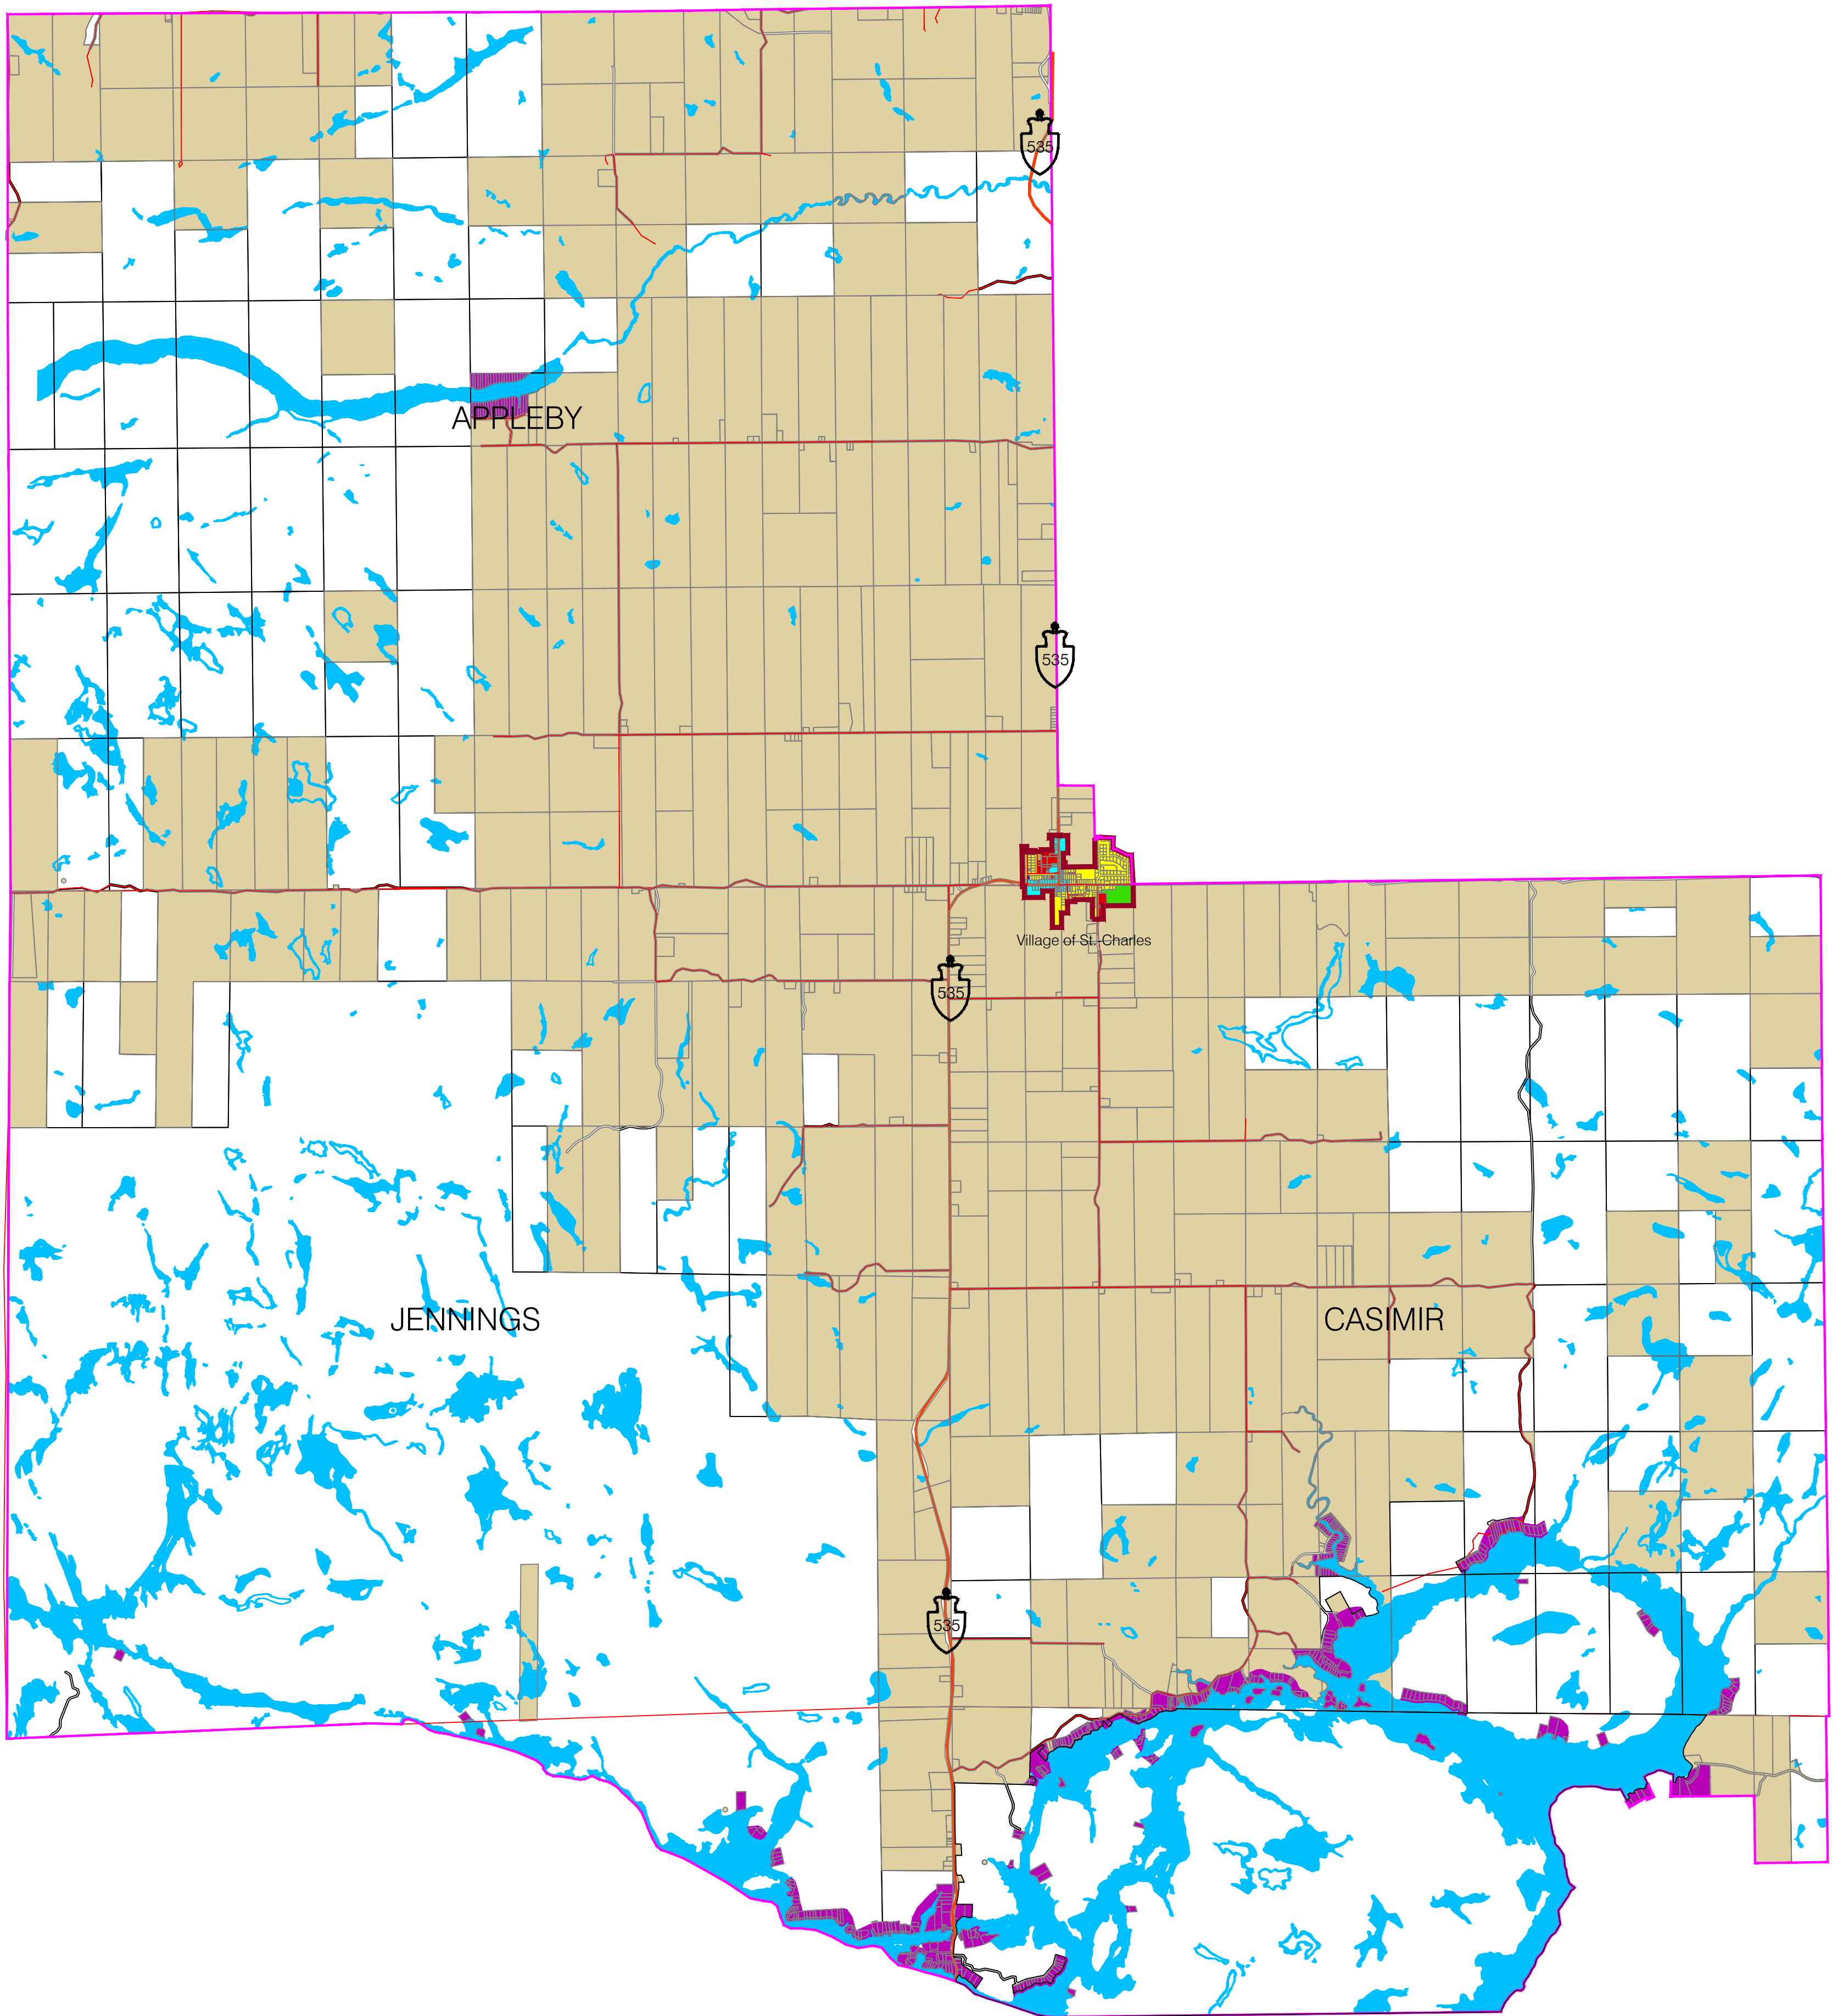 535
APPLEBY
535
Village of St.-Charles
535
JENNINGS
CASIMIR
535